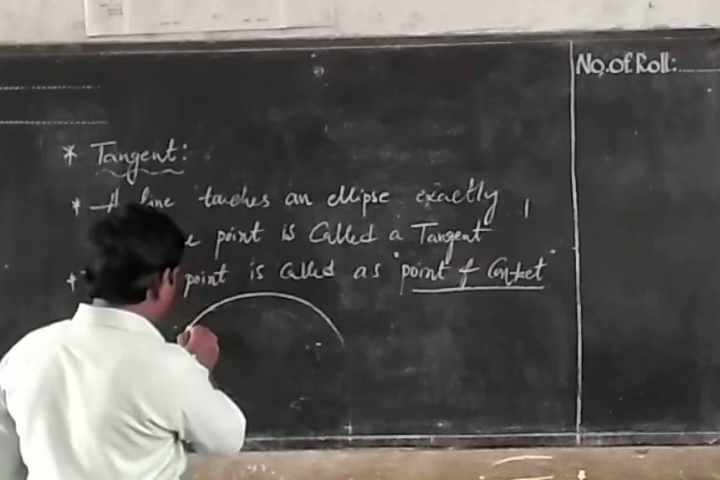 No. of Roll:
* Tangent:
* A line touches an ellipse exactly
point is called a Tangent
* point is called as "point of Contact"